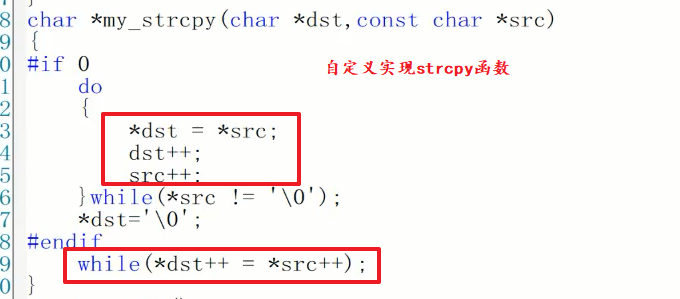 8 char *my_strcpy(char *dst,const char *src)
9 {
0 #if 0
自定义实现strcpy函数
1 do
2 {
3 *dst = *src;
4 dst++;
5 src++;
6 }while(*src != '\0');
7 *dst='\0';
8 #endif
9 while(*dst++ = *src++);
0 }